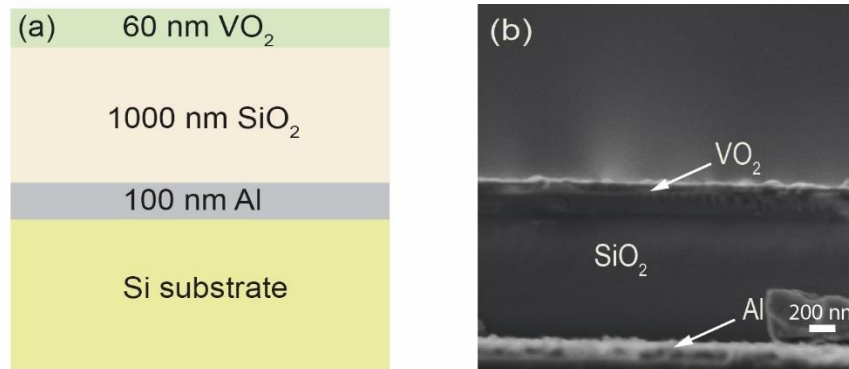 (a)
60 nm VO₂
1000 nm SiO₂
100 nm Al
Si substrate
(b)
VO₂
SiO₂
Al
200 nm